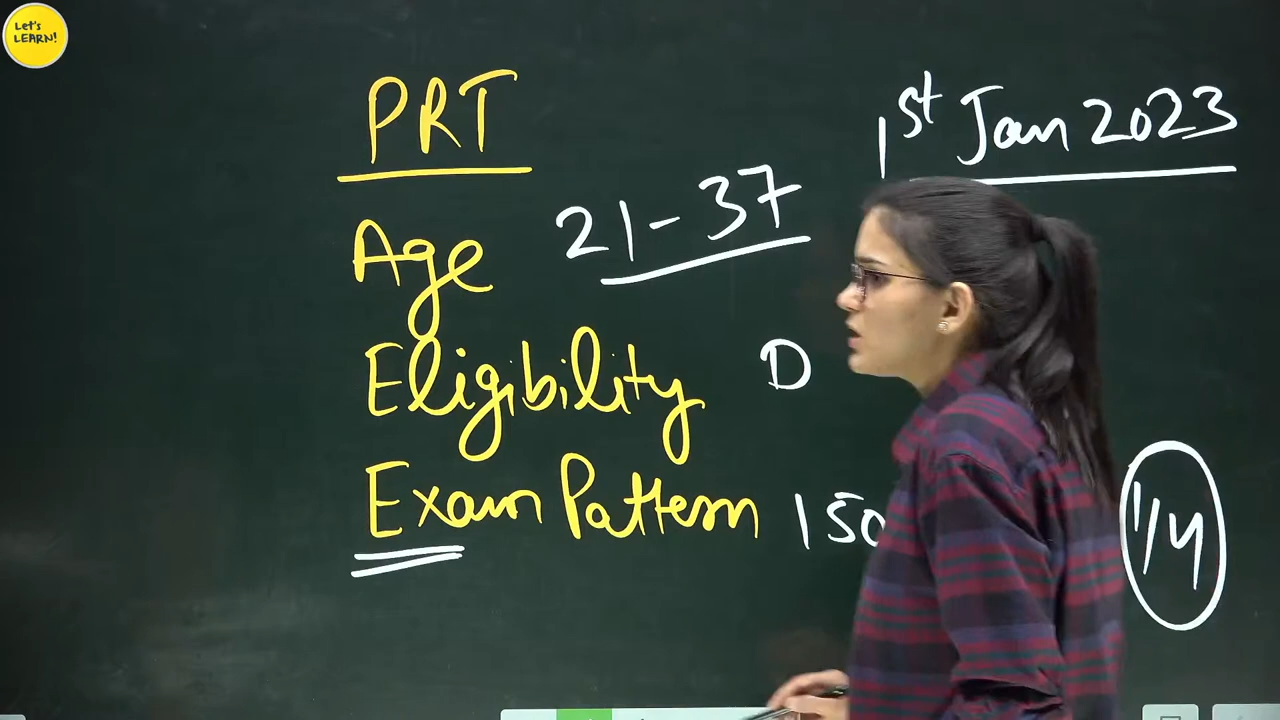 Let's
LEARN!
PRT
1st Jan 2023
Age 21-37
Eligibility D
Exam Pattern 150
1/4